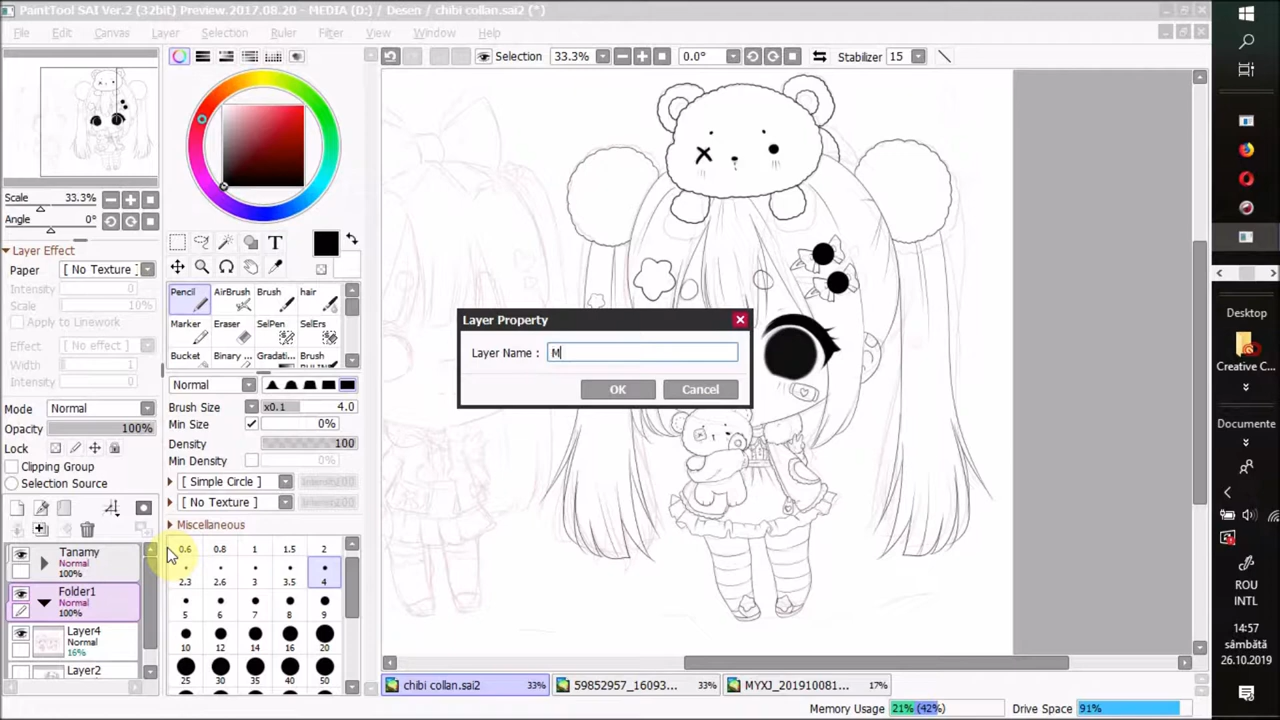 PaintTool SAI Ver.2 (32bit) Preview.2017.08.20 - MEDIA (D:) / Desen / chibi collan.sai2 (*)
File Edit Canvas Layer Selection Ruler Filter View Window Help
Selection 33.3% 0.0° Stabilizer 15
Scale 33.3%
Angle 0°
Layer Effect
Paper [ No Texture ]
Intensity 0
Scale 10%
Apply to Linework
Effect [ No effect ]
Width 1
Intensity 0
Mode Normal
Opacity 100%
Lock
Clipping Group
Selection Source
Tanamy
Normal
100%
Folder1
Normal
100%
Layer4
Normal
16%
Layer2
T
Pencil AirBrush Brush hair
Marker Eraser SelPen SelErs
Bucket Binary ... Gradati... Brush
Normal
Brush Size x0.1 4.0
Min Size 0%
Density 100
Min Density 0%
[ Simple Circle ]
[ No Texture ]
Miscellaneous
0.6 0.8 1 1.5 2
2.3 2.6 3 3.5 4
5 6 7 8 9
10 12 14 16 20
25 30 35 40 50
Layer Property
Layer Name : M
OK Cancel
chibi collan.sai2 33% 59852957_16093... 33% MYXJ_201910081... 17%
Memory Usage 21% (42%) Drive Space 91%
Desktop
Creative C...
Documente
ROU
INTL
14:57
sâmbătă
26.10.2019